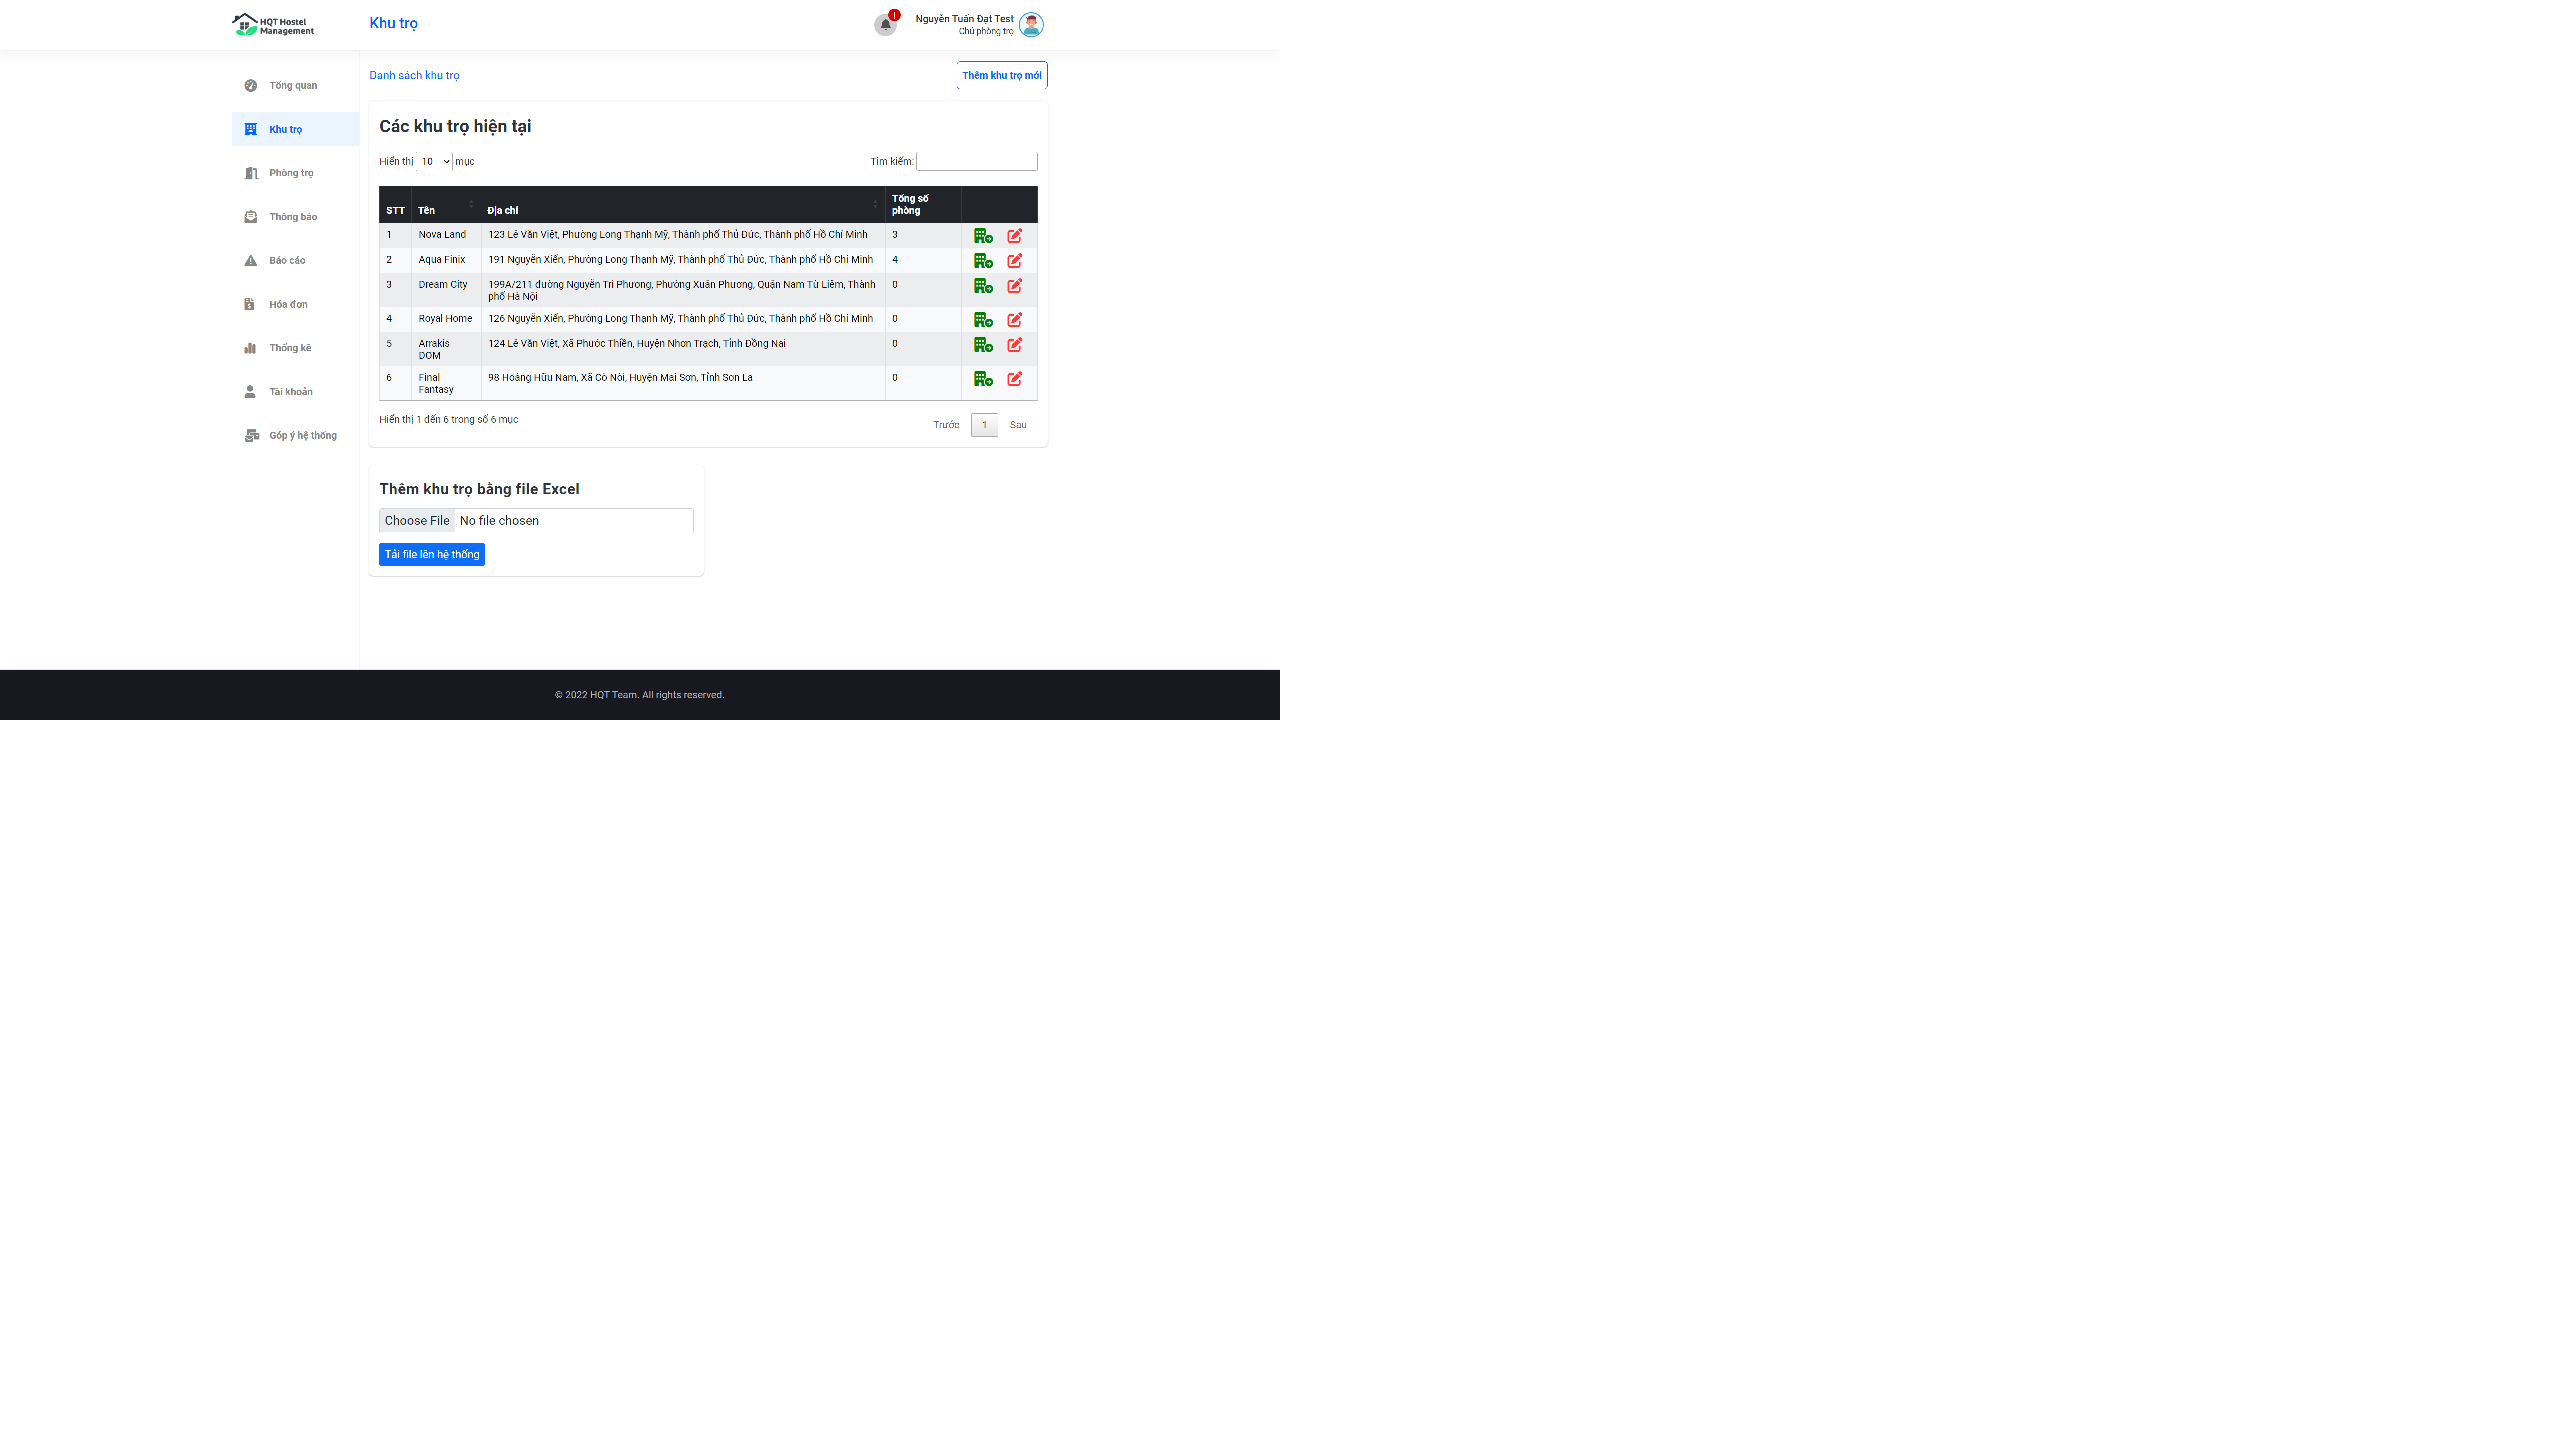 HQT Hostel
Management
Khu trọ
!
Nguyễn Tuấn Đạt Test
Chủ phòng trọ
Tổng quan
Khu trọ
Phòng trọ
Thông báo
Báo cáo
Hóa đơn
Thống kê
Tài khoản
Góp ý hệ thống
Danh sách khu trọ
Thêm khu trọ mới
Các khu trọ hiện tại
Hiển thị 10 mục
Tìm kiếm:
STT Tên Địa chỉ Tổng số phòng
1 Nova Land 123 Lê Văn Việt, Phường Long Thạnh Mỹ, Thành phố Thủ Đức, Thành phố Hồ Chí Minh 3
2 Aqua Finix 191 Nguyễn Xiển, Phường Long Thạnh Mỹ, Thành phố Thủ Đức, Thành phố Hồ Chí Minh 4
3 Dream City 199A/211 đường Nguyễn Tri Phương, Phường Xuân Phương, Quận Nam Từ Liêm, Thành
phố Hà Nội 0
4 Royal Home 126 Nguyễn Xiển, Phường Long Thạnh Mỹ, Thành phố Thủ Đức, Thành phố Hồ Chí Minh 0
5 Arrakis DOM 124 Lê Văn Việt, Xã Phước Thiền, Huyện Nhơn Trạch, Tỉnh Đồng Nai 0
6 Final Fantasy 98 Hoàng Hữu Nam, Xã Cò Nòi, Huyện Mai Sơn, Tỉnh Sơn La 0
Hiển thị 1 đến 6 trong số 6 mục
Trước 1 Sau
Thêm khu trọ bằng file Excel
Choose File No file chosen
Tải file lên hệ thống
© 2022 HQT Team. All rights reserved.